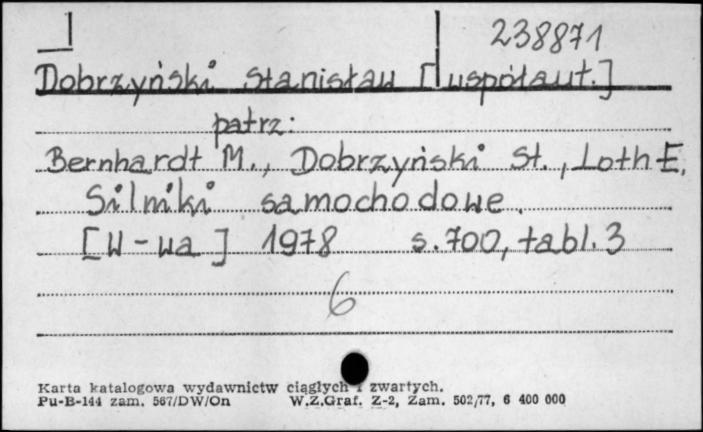 238871
Dobrzyński Stanisław [współaut.]
patrz:
Bernhardt M., Dobrzyński St., Loth E.
Silniki samochodowe.
[W-wa] 1978 s. 700, tabl. 3
6
Karta katalogowa wydawnictw ciągłych i zwartych.
Pu-B-144 zam. 567/DW/On W.Z.Graf. Z-2, Zam. 502/77, 6 400 000